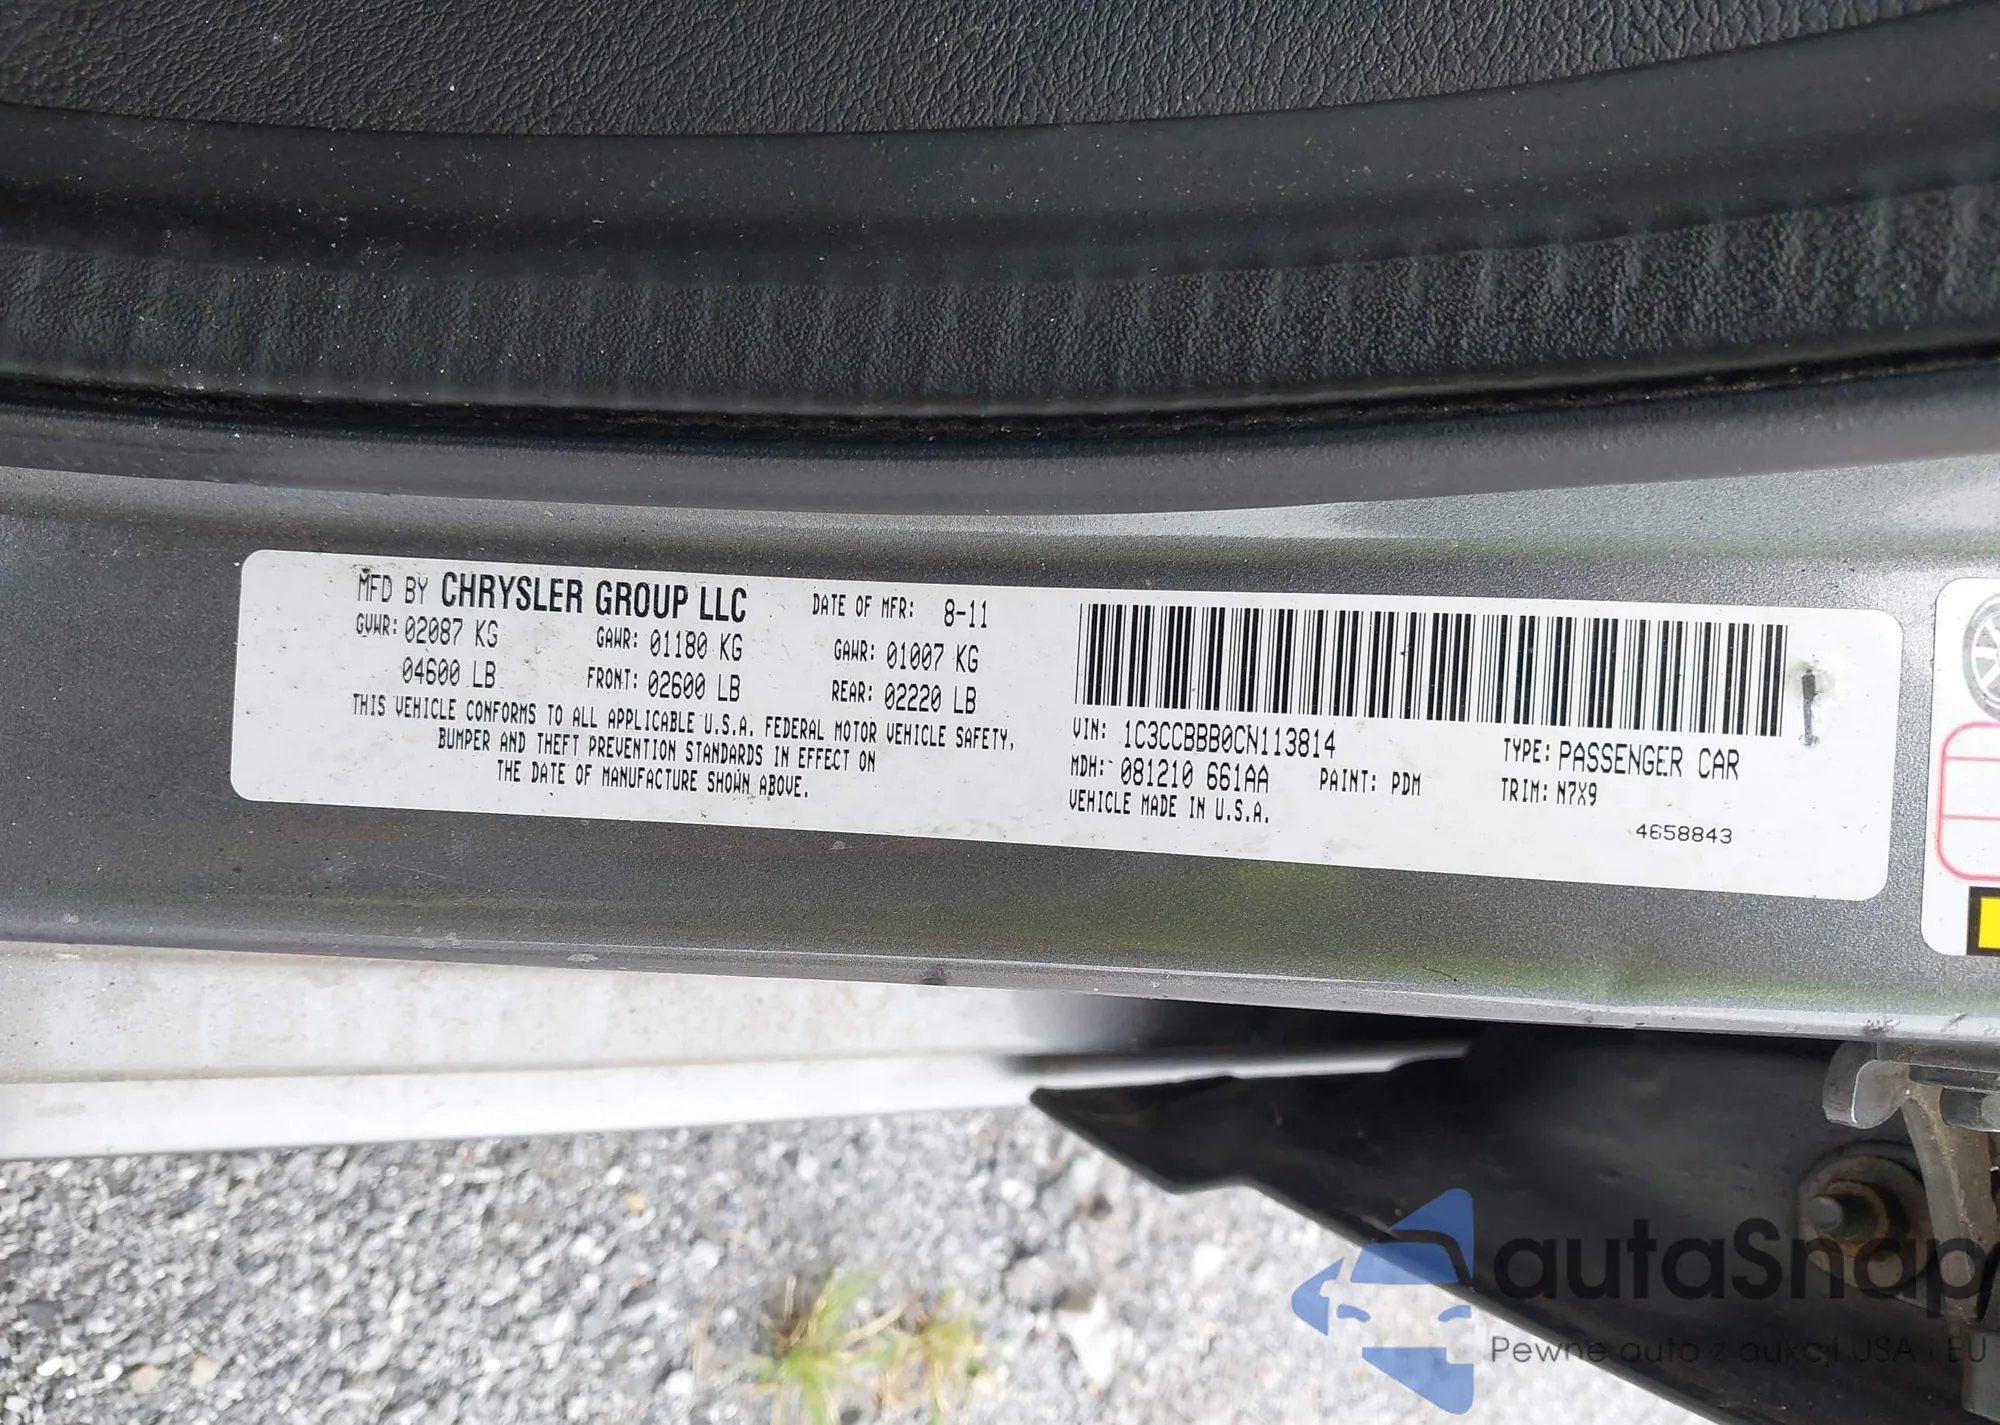 MFD BY CHRYSLER GROUP LLC DATE OF MFR: 8-11
GVWR: 02087 KG GAWR: 01180 KG GAWR: 01007 KG
04600 LB FRONT: 02600 LB REAR: 02220 LB
THIS VEHICLE CONFORMS TO ALL APPLICABLE U.S.A. FEDERAL MOTOR VEHICLE SAFETY,
BUMPER AND THEFT PREVENTION STANDARDS IN EFFECT ON
THE DATE OF MANUFACTURE SHOWN ABOVE.
VIN: 1C3CCBBB0CN113814 TYPE: PASSENGER CAR
MDH: 081210 661AA PAINT: PDM TRIM: N7X9
VEHICLE MADE IN U.S.A.
4658843
autaSnap
Pewne auta z aukcji USA i EU